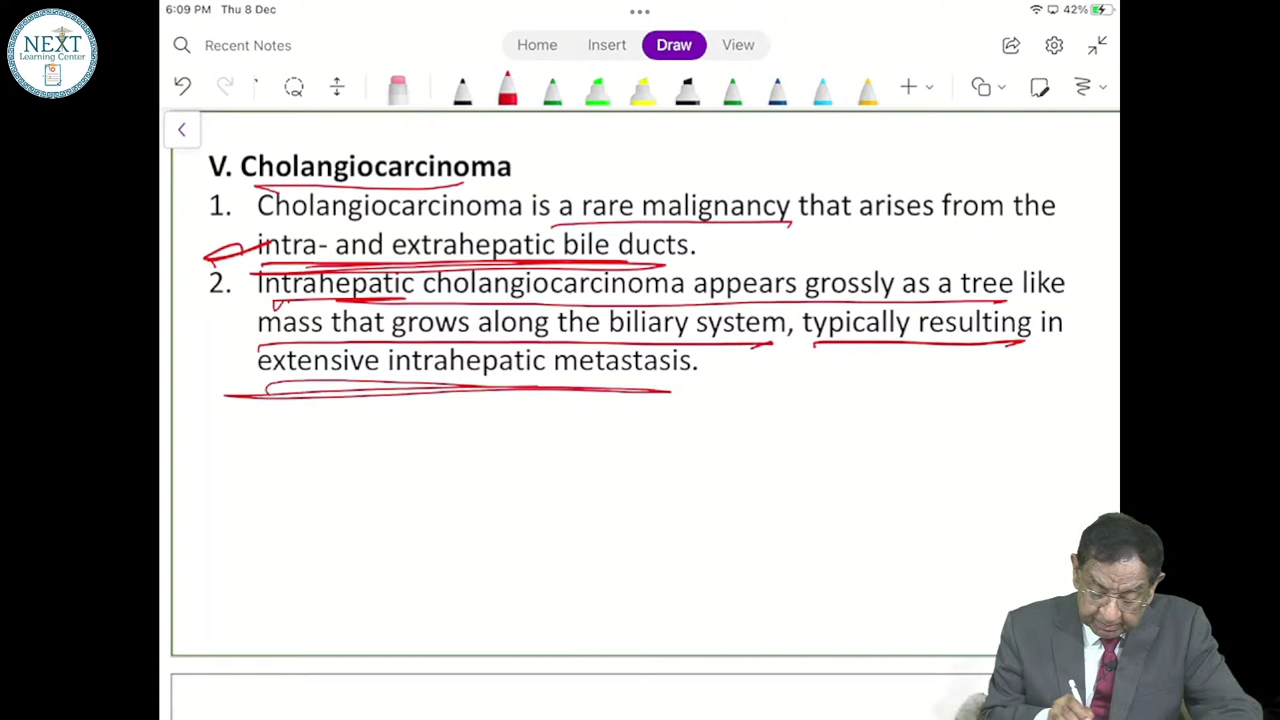 6:09 PM Thu 8 Dec
42%
NEXT
Learning Center
Recent Notes
Home Insert Draw View
V. Cholangiocarcinoma
1. Cholangiocarcinoma is a rare malignancy that arises from the
intra- and extrahepatic bile ducts.
2. Intrahepatic cholangiocarcinoma appears grossly as a tree like
mass that grows along the biliary system, typically resulting in
extensive intrahepatic metastasis.